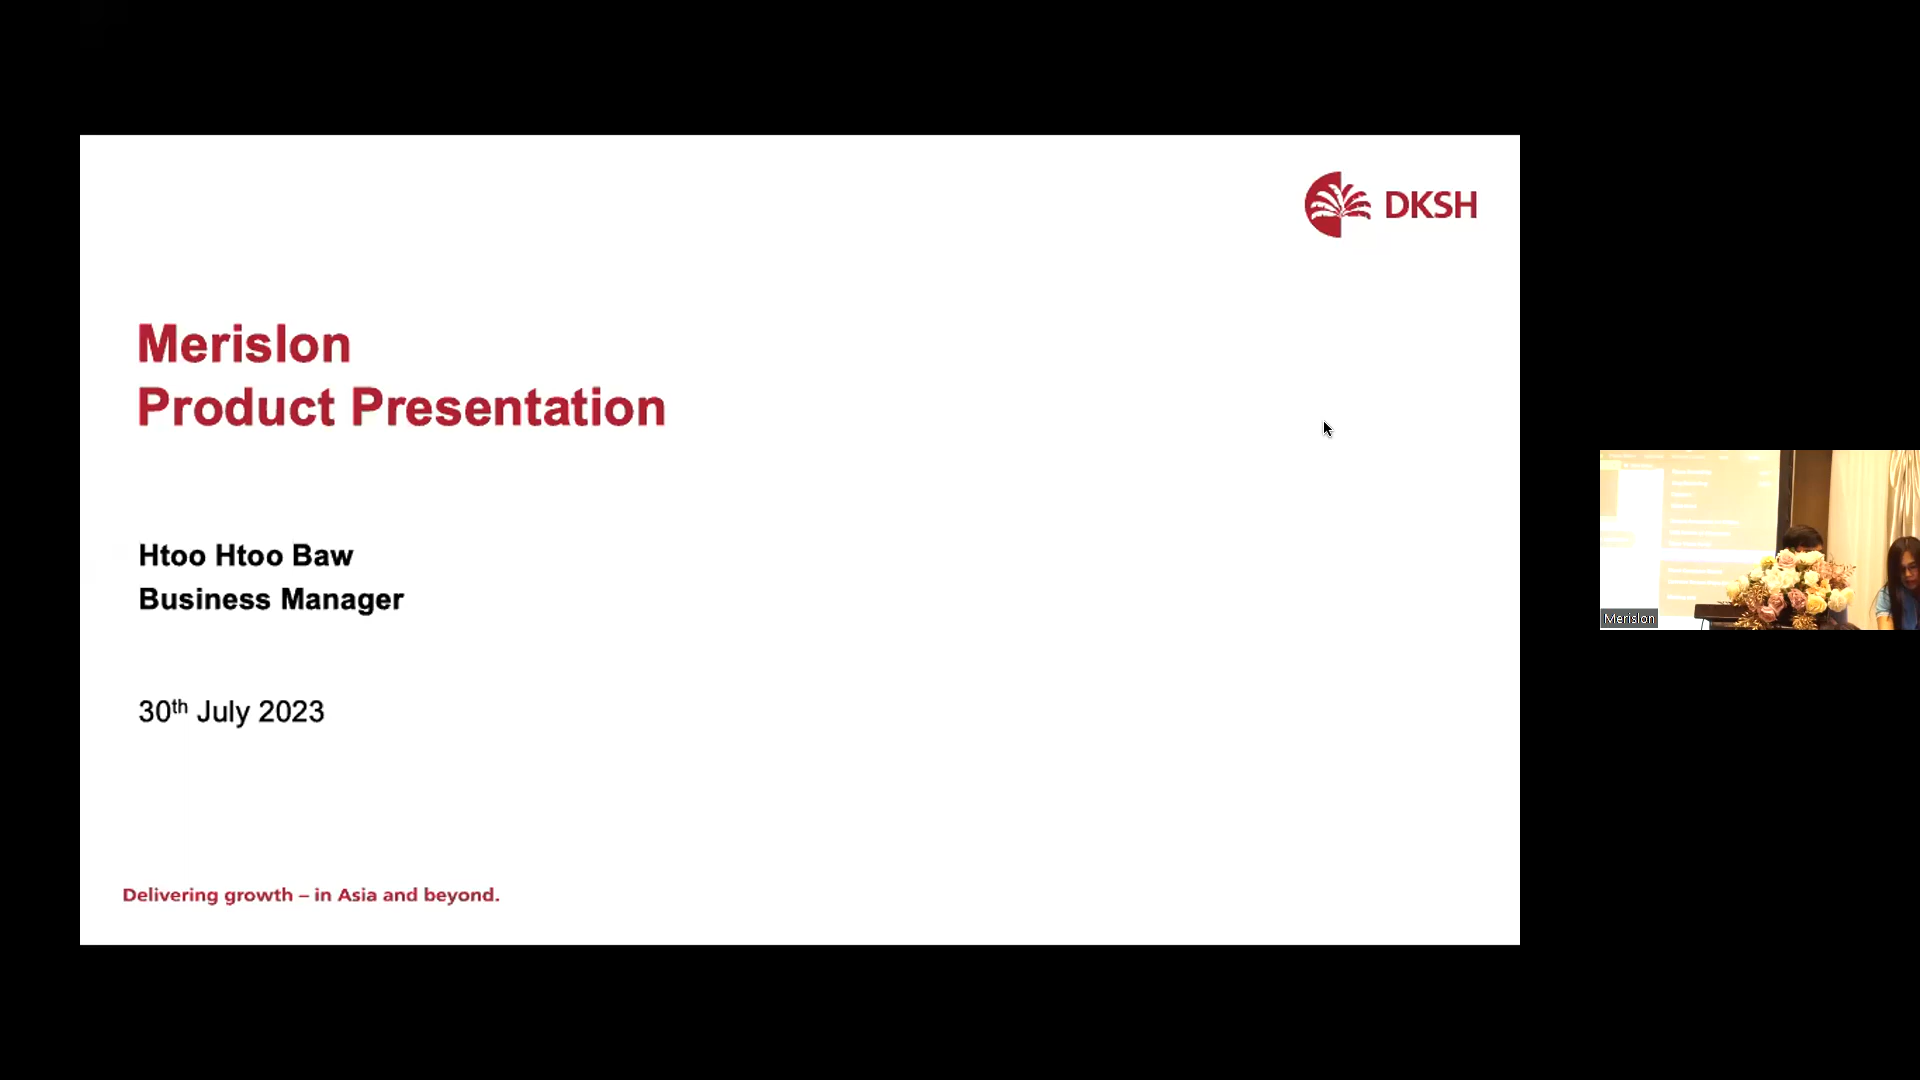 DKSH
Merislon
Product Presentation
Htoo Htoo Baw
Business Manager
30th July 2023
Delivering growth – in Asia and beyond.
Merislon